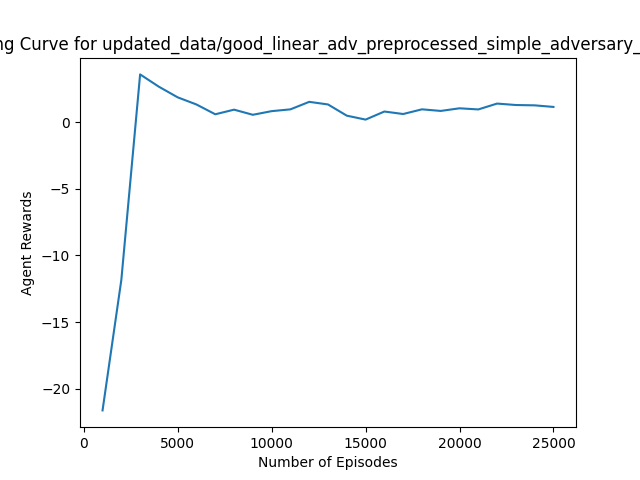 ng Curve for updated_data/good_linear_adv_preprocessed_simple_adversary_
0
−5
−10
−15
−20
Agent Rewards
0 5000 10000 15000 20000 25000
Number of Episodes